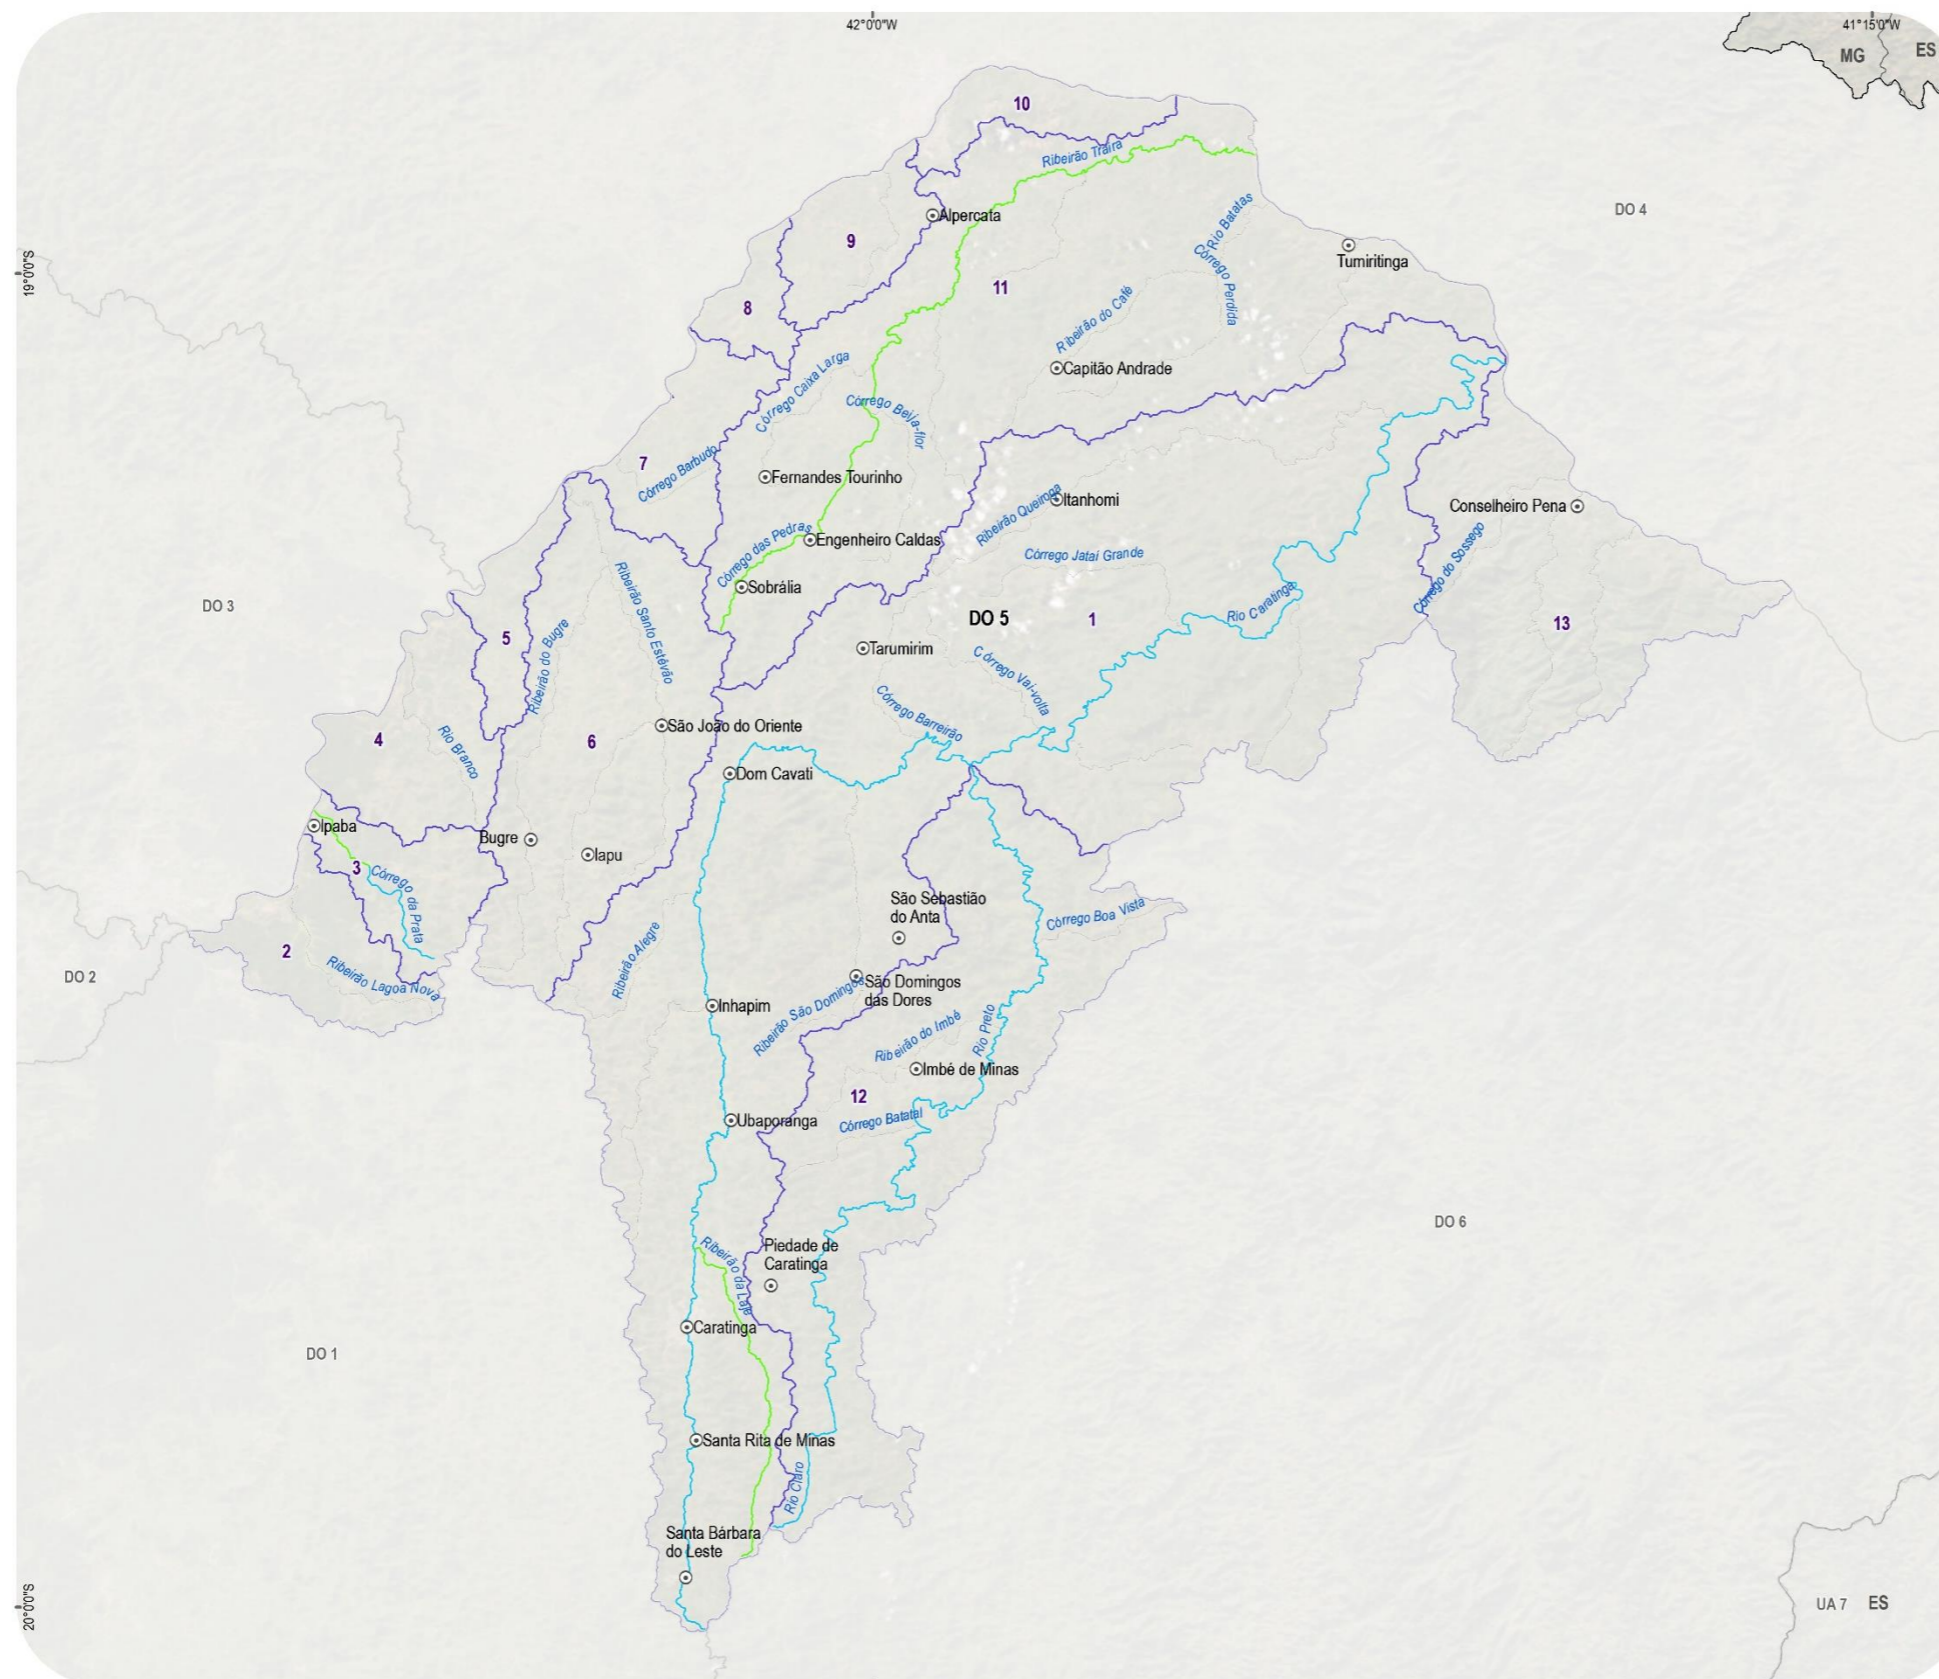 42°0'0"W
41°15'0"W
MG
ES
10
Ribeirão Traíra
Rio Batatas
DO 4
Alpercata
9
Córrego Perdida
Tumiritinga
19°0'0"S
11
8
Ribeirão do Café
Córrego Caixa Larga
Capitão Andrade
Córrego Beija-flor
7
Córrego Barbudo
Fernandes Tourinho
Ribeirão Queiroga
Itanhomi
Conselheiro Pena
Córrego das Pedras
Engenheiro Caldas
Córrego Jataí Grande
Córrego do Sossego
Sobrália
DO 3
Ribeirão Santo Estêvão
5
Ribeirão do Bugre
DO 5
1
Rio Caratinga
13
Tarumirim
Córrego Vai-volta
Córrego Barreirão
4
Rio Branco
6
São João do Oriente
Dom Cavati
Ipaba
Bugre
Iapu
3
Córrego da Prata
São Sebastião
do Anta
Córrego Boa Vista
2
Ribeirão Lagoa Nova
Ribeirão Alegre
DO 2
São Domingos
das Dores
Inhapim
Ribeirão São Domingos
Ribeirão do Imbé
Rio Preto
Imbé de Minas
12
Ubaporanga
Córrego Batatal
DO 6
Ribeirão da Laje
Piedade de
Caratinga
Caratinga
DO 1
Santa Rita de Minas
Rio Claro
Santa Bárbara
do Leste
20°0'0"S
UA 7
ES